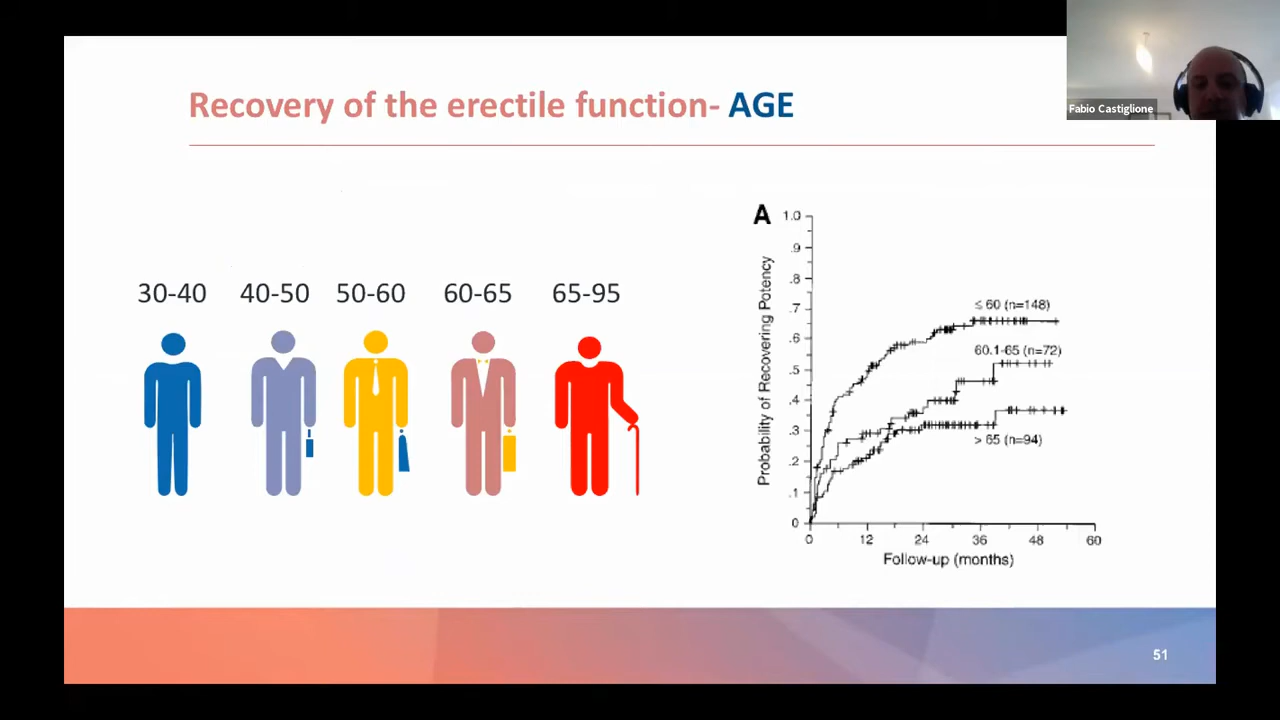 Fabio Castiglione
Recovery of the erectile function- AGE
30-40 40-50 50-60 60-65 65-95
A
Probability of Recovering Potency
1.0
.9
.8
.7
.6
.5
.4
.3
.2
.1
0
≤ 60 (n=148)
60.1-65 (n=72)
> 65 (n=94)
0 12 24 36 48 60
Follow-up (months)
51